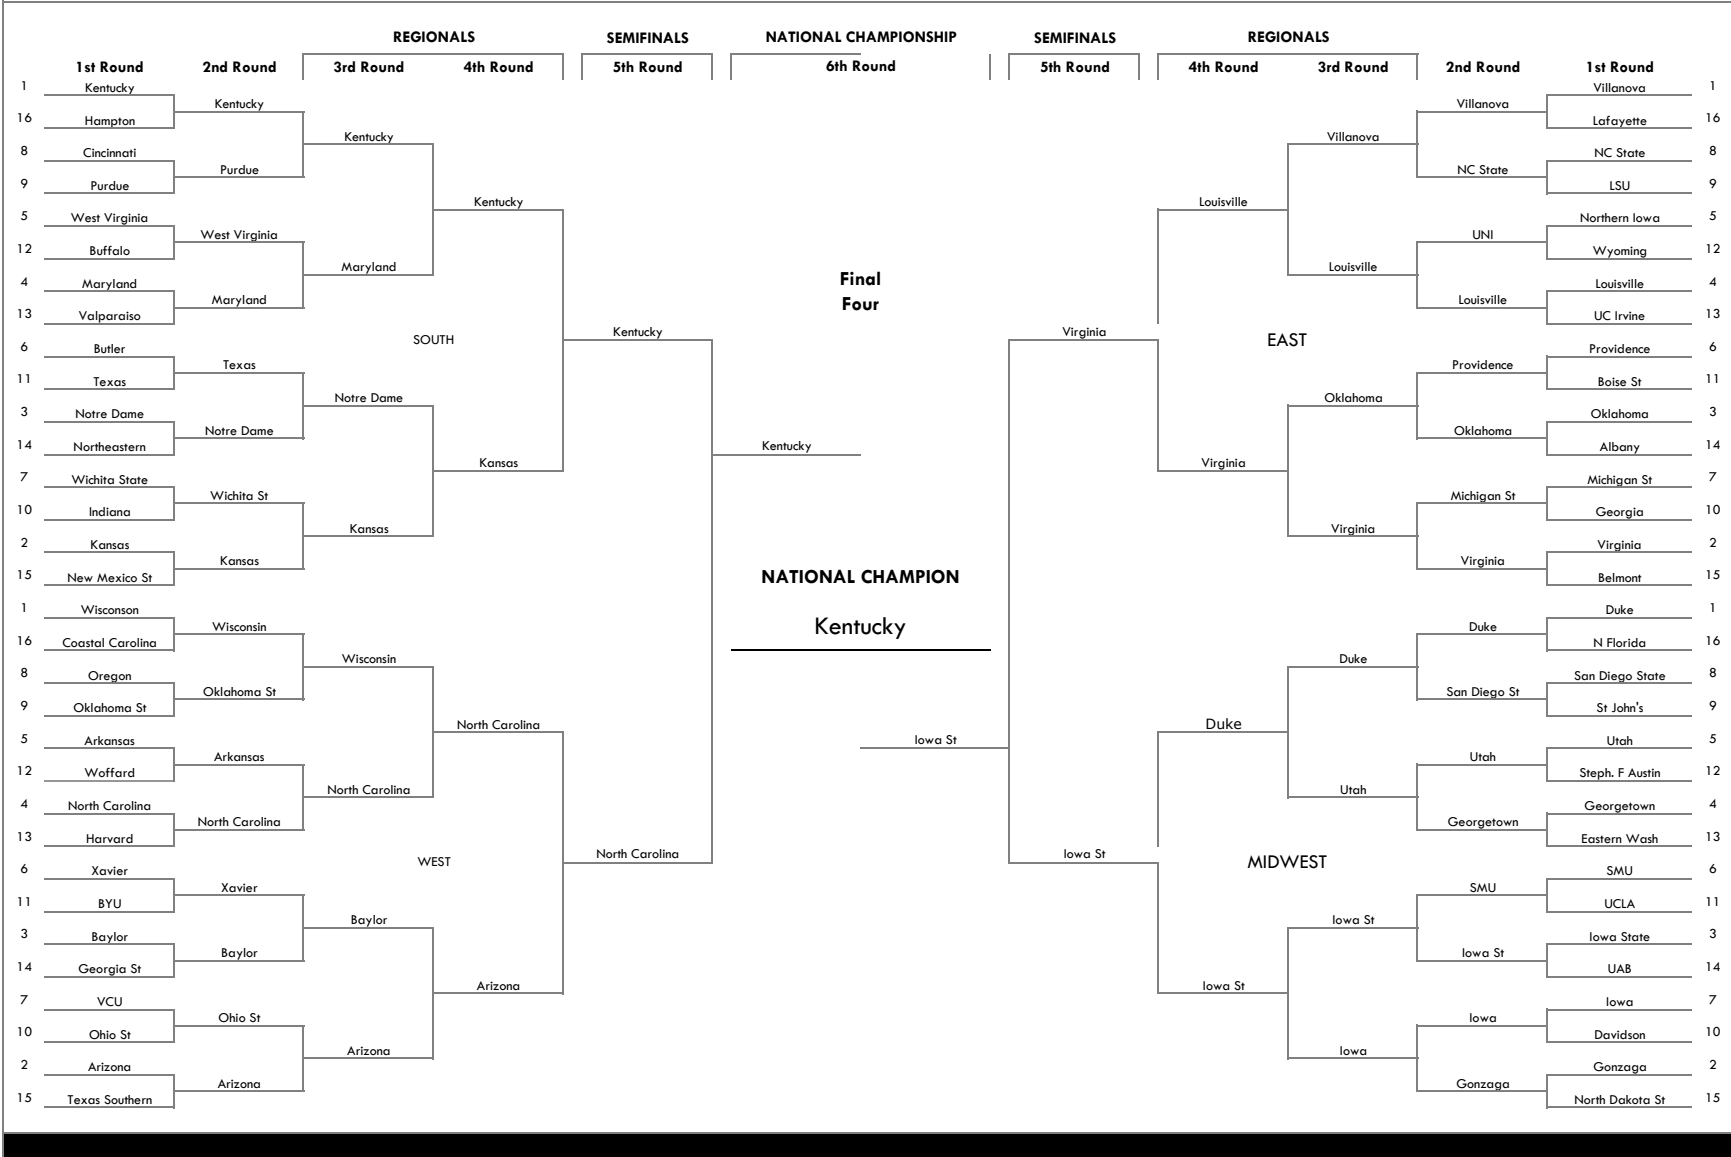 REGIONALS SEMIFINALS NATIONAL CHAMPIONSHIP SEMIFINALS REGIONALS
1st Round 2nd Round 3rd Round 4th Round 5th Round 6th Round 5th Round 4th Round 3rd Round 2nd Round 1st Round
1 Kentucky Villanova 1
Kentucky Villanova
16 Hampton Lafayette 16
Kentucky Villanova
8 Cincinnati NC State 8
Purdue NC State
9 Purdue LSU 9
Kentucky Louisville
5 West Virginia Northern Iowa 5
West Virginia UNI
12 Buffalo Wyoming 12
Maryland Louisville
Final
4 Maryland Louisville 4
Maryland Four Louisville
13 Valparaiso UC Irvine 13
Kentucky Virginia
SOUTH EAST
6 Butler Providence 6
Texas Providence
11 Texas Boise St 11
Notre Dame Oklahoma
3 Notre Dame Oklahoma 3
Notre Dame Oklahoma
14 Northeastern Kentucky Albany 14
Kansas Virginia
7 Wichita State Michigan St 7
Wichita St Michigan St
10 Indiana Georgia 10
Kansas Virginia
2 Kansas Virginia 2
Kansas Virginia
15 New Mexico St NATIONAL CHAMPION Belmont 15
1 Wisconson Duke 1
Wisconsin Kentucky Duke
16 Coastal Carolina N Florida 16
Wisconsin Duke
8 Oregon San Diego State 8
Oklahoma St San Diego St
9 Oklahoma St St John's 9
North Carolina Duke
5 Arkansas Iowa St Utah 5
Arkansas Utah
12 Woffard Steph. F Austin 12
North Carolina Utah
4 North Carolina Georgetown 4
North Carolina Georgetown
13 Harvard Eastern Wash 13
North Carolina Iowa St
WEST MIDWEST
6 Xavier SMU 6
Xavier SMU
11 BYU UCLA 11
Baylor Iowa St
3 Baylor Iowa State 3
Baylor Iowa St
14 Georgia St UAB 14
Arizona Iowa St
7 VCU Iowa 7
Ohio St Iowa
10 Ohio St Davidson 10
Arizona Iowa
2 Arizona Gonzaga 2
Arizona Gonzaga
15 Texas Southern North Dakota St 15